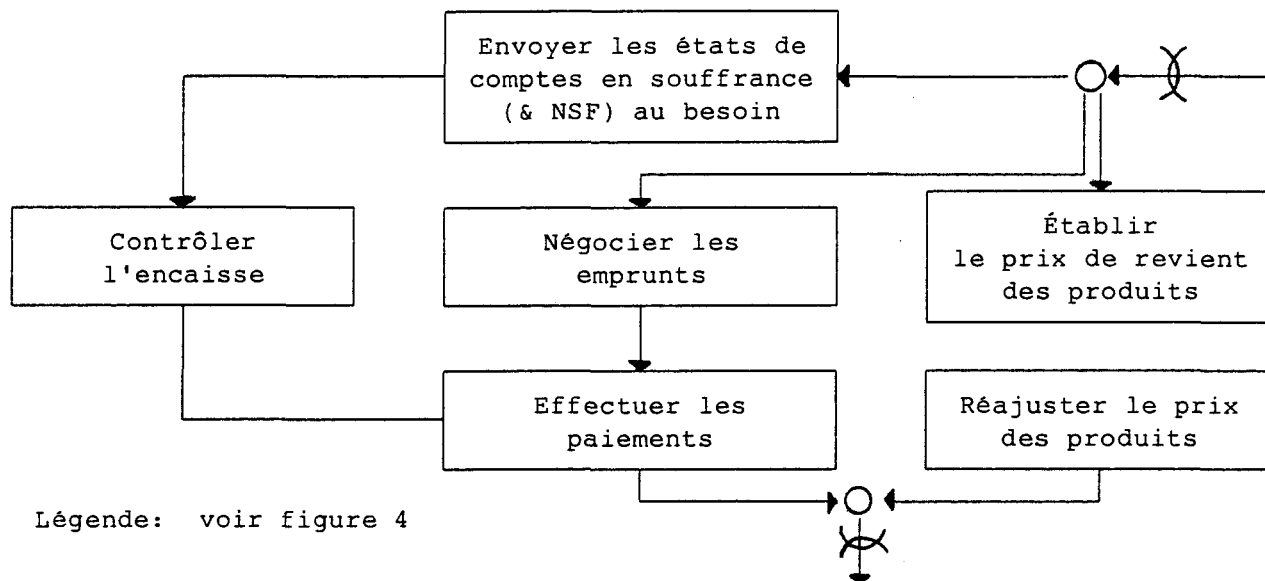 Envoyer les états de
comptes en souffrance
(& NSF) au besoin
Contrôler
l'encaisse
Négocier les
emprunts
Établir
le prix de revient
des produits
Effectuer les
paiements
Réajuster le prix
des produits
Légende: voir figure 4